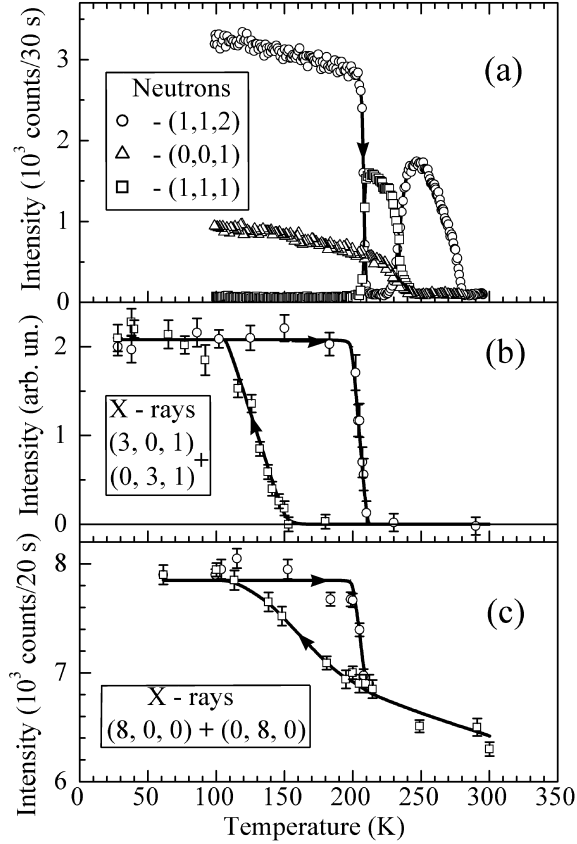 3
2
1
0
Intensity (10³ counts/30 s)
(a)
Neutrons
- (1,1,2)
- (0,0,1)
- (1,1,1)
2
1
0
Intensity (arb. un.)
(b)
X - rays
(3, 0, 1)
+
(0, 3, 1)
8
7
6
Intensity (10³ counts/20 s)
(c)
X - rays
(8, 0, 0) + (0, 8, 0)
0 50 100 150 200 250 300 350
Temperature (K)